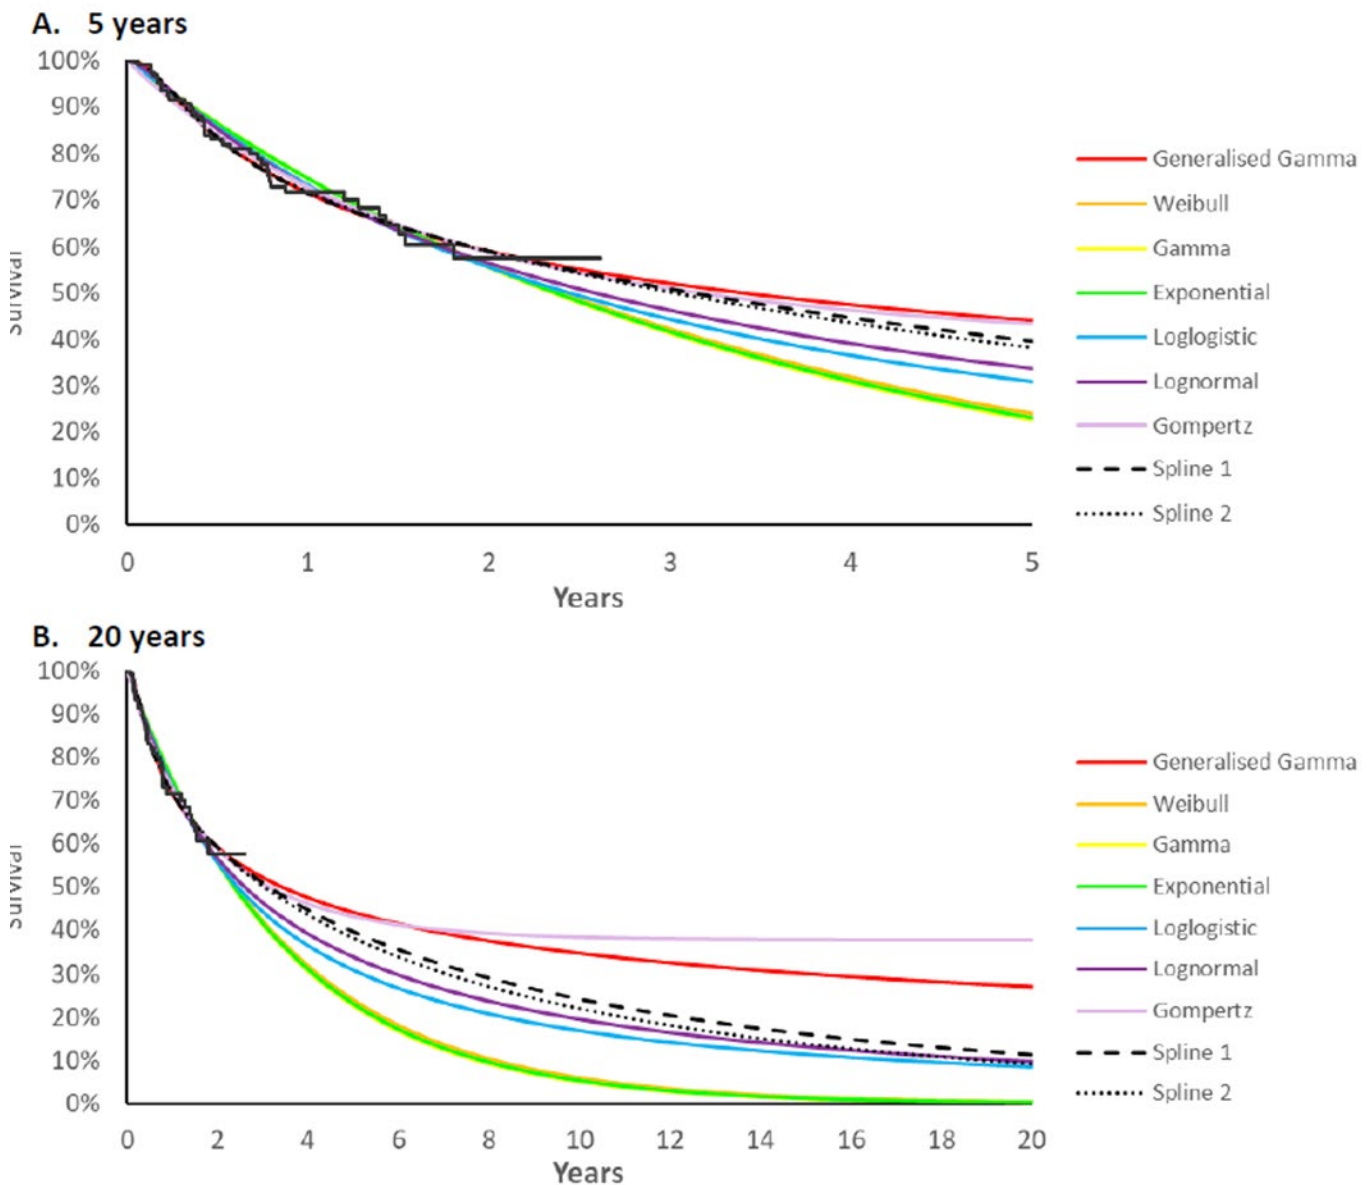 A. 5 years
100%
90%
80%
70%
60%
50%
40%
30%
20%
10%
0%
Survival
0 1 2 3 4 5
Years
Generalised Gamma
Weibull
Gamma
Exponential
Loglogistic
Lognormal
Gompertz
Spline 1
Spline 2
B. 20 years
100%
90%
80%
70%
60%
50%
40%
30%
20%
10%
0%
Survival
0 2 4 6 8 10 12 14 16 18 20
Years
Generalised Gamma
Weibull
Gamma
Exponential
Loglogistic
Lognormal
Gompertz
Spline 1
Spline 2